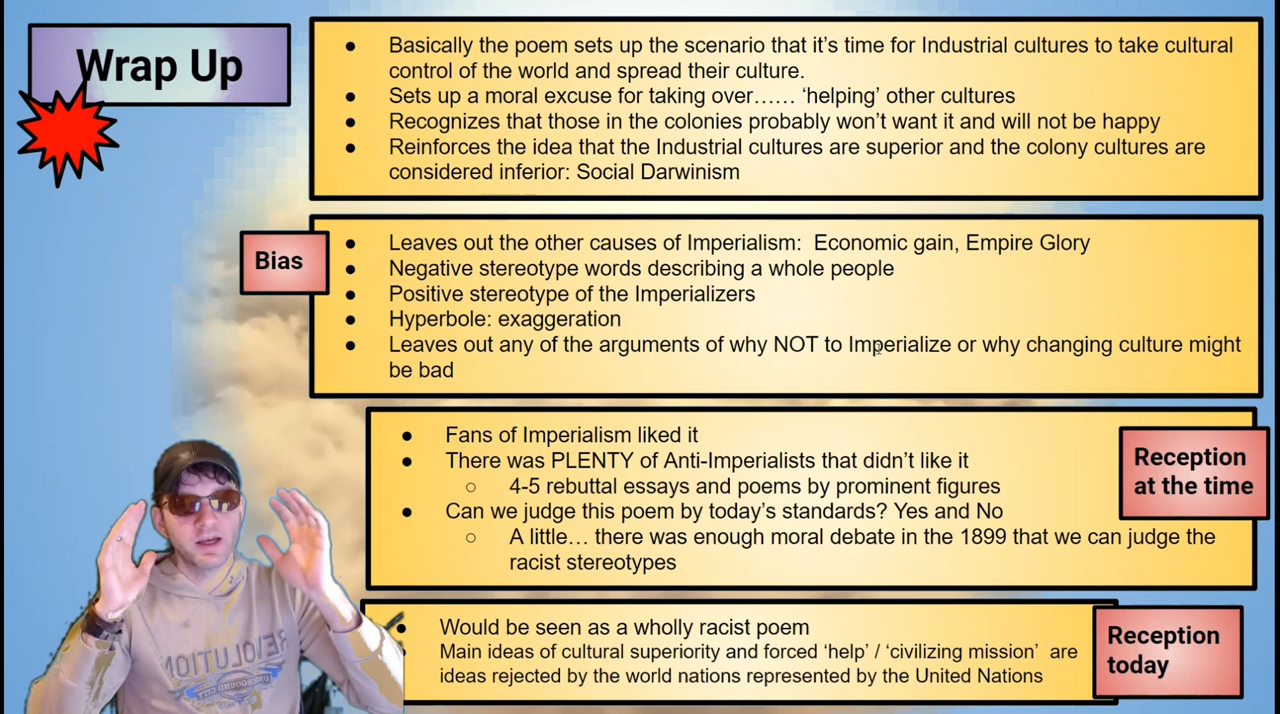 Wrap Up
● Basically the poem sets up the scenario that it's time for Industrial cultures to take cultural
control of the world and spread their culture.
● Sets up a moral excuse for taking over…… 'helping' other cultures
● Recognizes that those in the colonies probably won't want it and will not be happy
● Reinforces the idea that the Industrial cultures are superior and the colony cultures are
considered inferior: Social Darwinism
Bias
● Leaves out the other causes of Imperialism: Economic gain, Empire Glory
● Negative stereotype words describing a whole people
● Positive stereotype of the Imperializers
● Hyperbole: exaggeration
● Leaves out any of the arguments of why NOT to Imperialize or why changing culture might
be bad
Reception
at the time
● Fans of Imperialism liked it
● There was PLENTY of Anti-Imperialists that didn't like it
○ 4-5 rebuttal essays and poems by prominent figures
● Can we judge this poem by today's standards? Yes and No
○ A little… there was enough moral debate in the 1899 that we can judge the
racist stereotypes
Reception
today
● Would be seen as a wholly racist poem
● Main ideas of cultural superiority and forced 'help' / 'civilizing mission' are
ideas rejected by the world nations represented by the United Nations
REVOLUTION